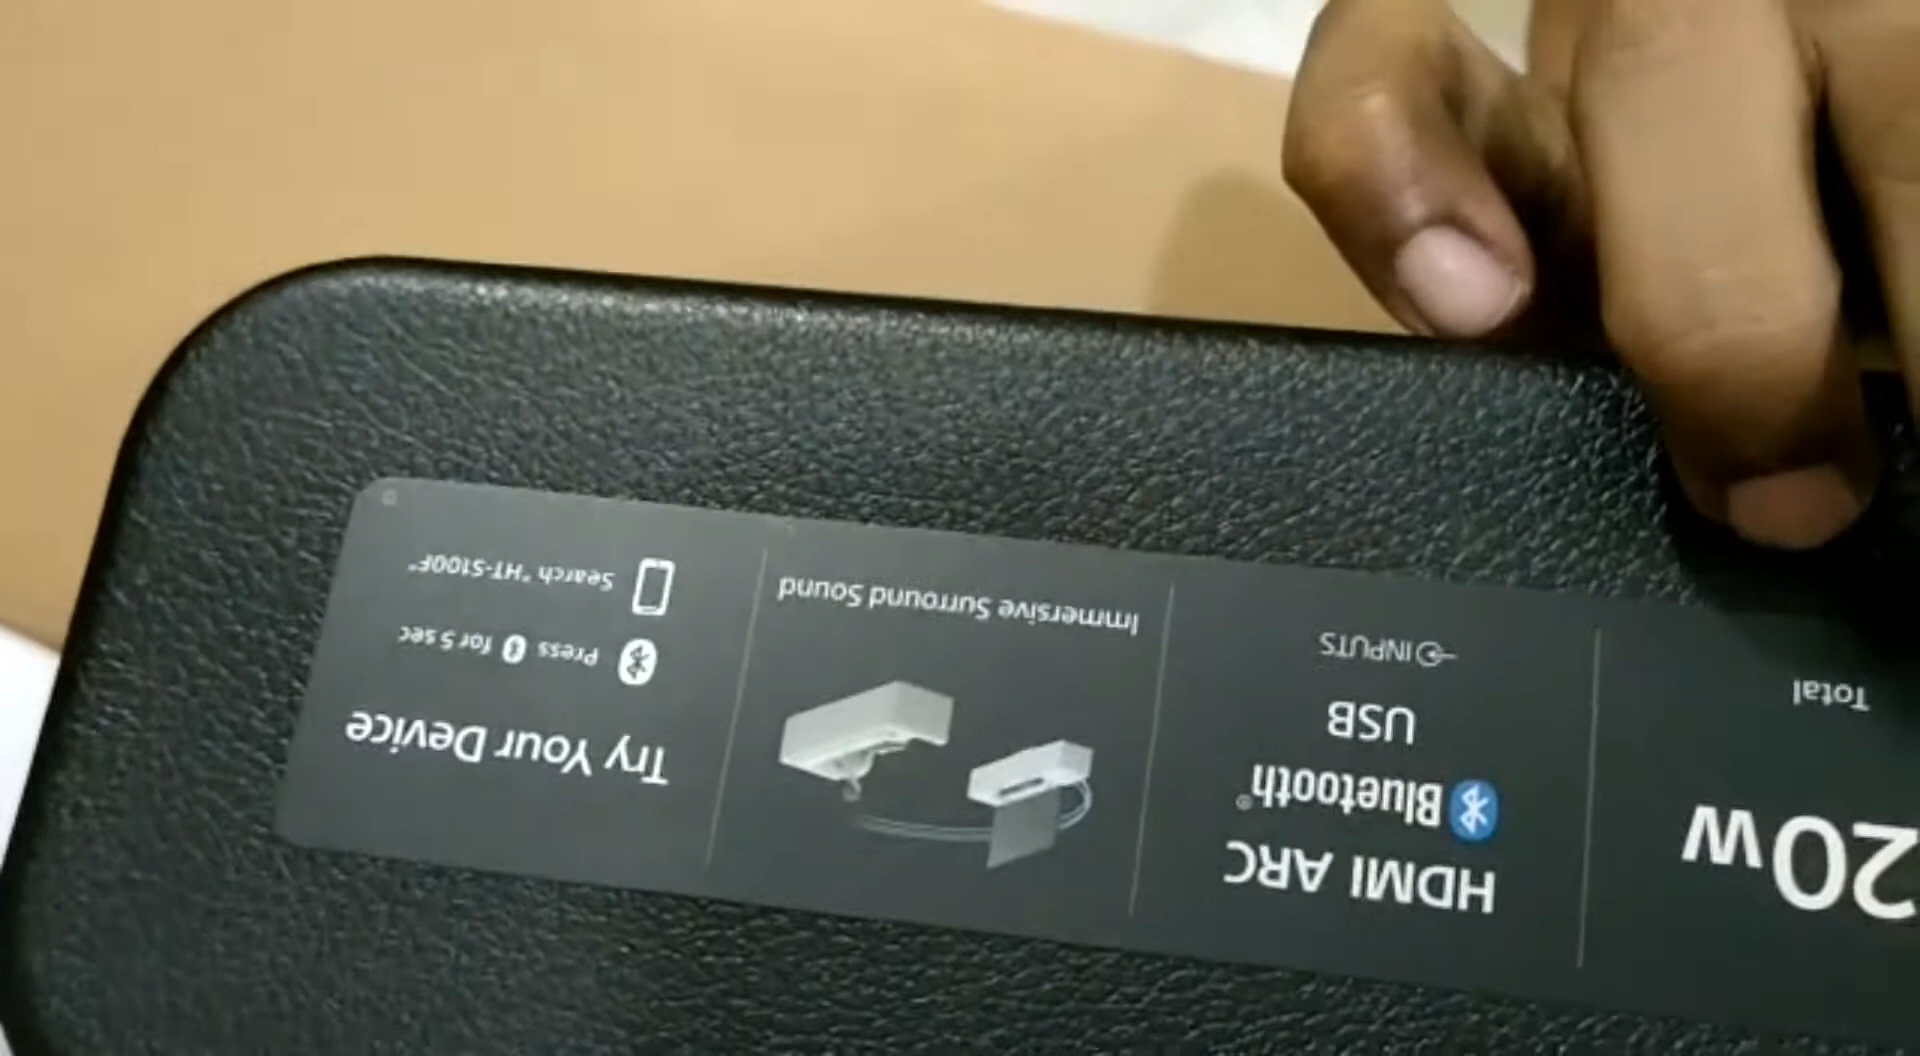 20W
Total
HDMI ARC
Bluetooth®
USB
INPUTS
Immersive Surround Sound
Try Your Device
Press for 5 sec
Search "HT-S100F"